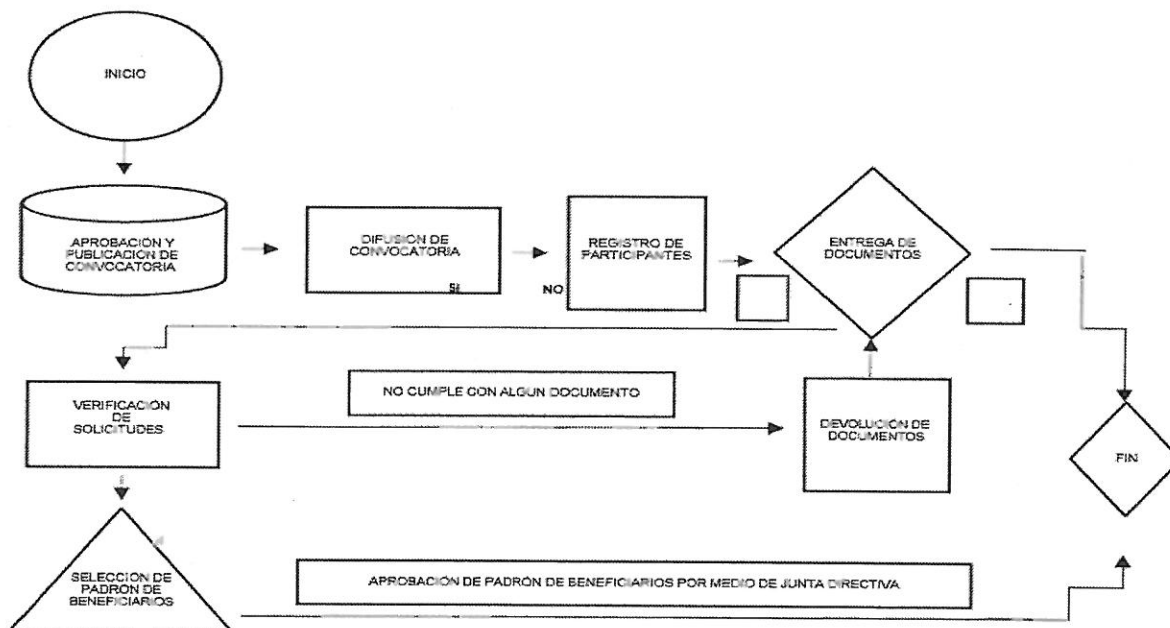 INICIO
APROBACIÓN Y
PUBLICACIÓN DE
CONVOCATORIA
DIFUSIÓN DE
CONVOCATORIA
SI
NO
REGISTRO DE
PARTICIPANTES
ENTREGA DE
DOCUMENTOS
VERIFICACIÓN
DE
SOLICITUDES
NO CUMPLE CON ALGUN DOCUMENTO
DEVOLUCIÓN DE
DOCUMENTOS
FIN
SELECCIÓN DE
PADRÓN DE
BENEFICIARIOS
APROBACIÓN DE PADRÓN DE BENEFICIARIOS POR MEDIO DE JUNTA DIRECTIVA